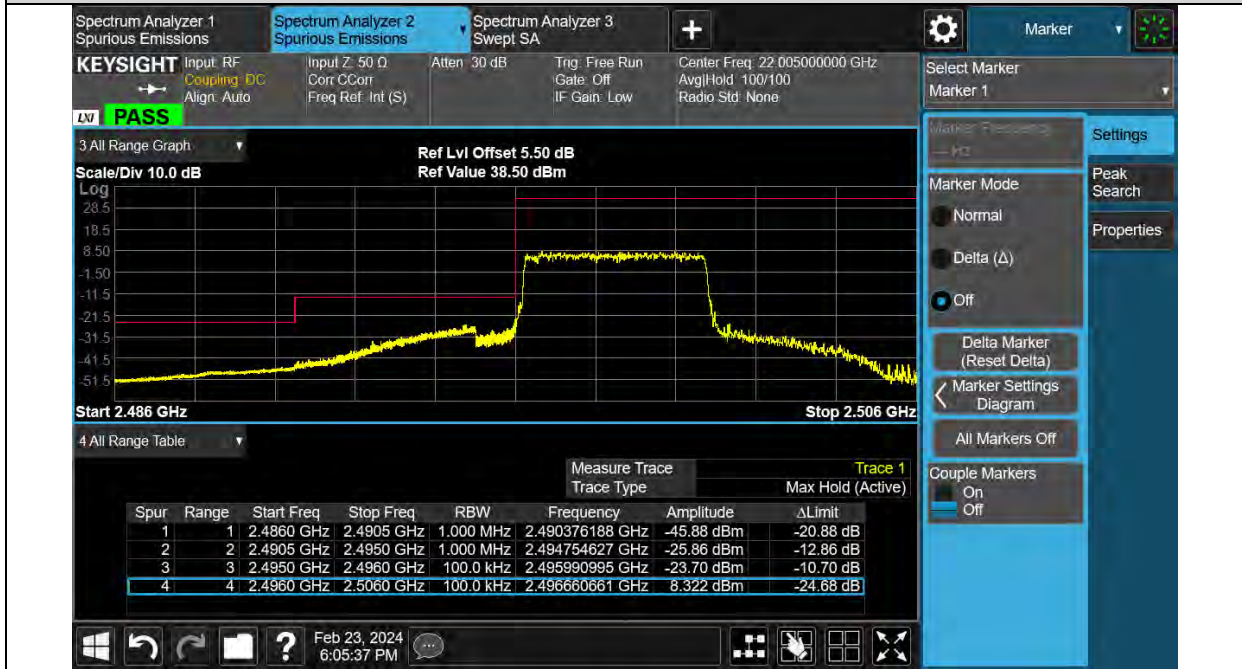 Spectrum Analyzer 1
Spurious Emissions
Spectrum Analyzer 2
Spurious Emissions
Spectrum Analyzer 3
Swept SA
+
Marker
KEYSIGHT
Input: RF
Coupling: DC
Align: Auto
Input Z: 50 Ω
Corr CCorr
Freq Ref: Int (S)
Atten: 30 dB
Trig: Free Run
Gate: Off
IF Gain: Low
Center Freq: 22.005000000 GHz
Avg|Hold: 100/100
Radio Std: None
LXI PASS
Select Marker
Marker 1
Marker Frequency
--- Hz
Settings
Peak Search
Properties
Marker Mode
Normal
Delta (Δ)
Off
Delta Marker
(Reset Delta)
Marker Settings
Diagram
All Markers Off
Couple Markers
On
Off
3 All Range Graph
Ref Lvl Offset 5.50 dB
Scale/Div 10.0 dB
Ref Value 38.50 dBm
Log
28.5
18.5
8.50
-1.50
-11.5
-21.5
-31.5
-41.5
-51.5
Start 2.486 GHz
Stop 2.506 GHz
4 All Range Table
Measure Trace Trace 1
Trace Type Max Hold (Active)
Spur Range Start Freq Stop Freq RBW Frequency Amplitude ΔLimit
1 1 2.4860 GHz 2.4905 GHz 1.000 MHz 2.490376188 GHz -45.88 dBm -20.88 dB
2 2 2.4905 GHz 2.4950 GHz 1.000 MHz 2.494754627 GHz -25.86 dBm -12.86 dB
3 3 2.4950 GHz 2.4960 GHz 100.0 kHz 2.495990995 GHz -23.70 dBm -10.70 dB
4 4 2.4960 GHz 2.5060 GHz 100.0 kHz 2.496660661 GHz 8.322 dBm -24.68 dB
?
Feb 23, 2024
6:05:37 PM